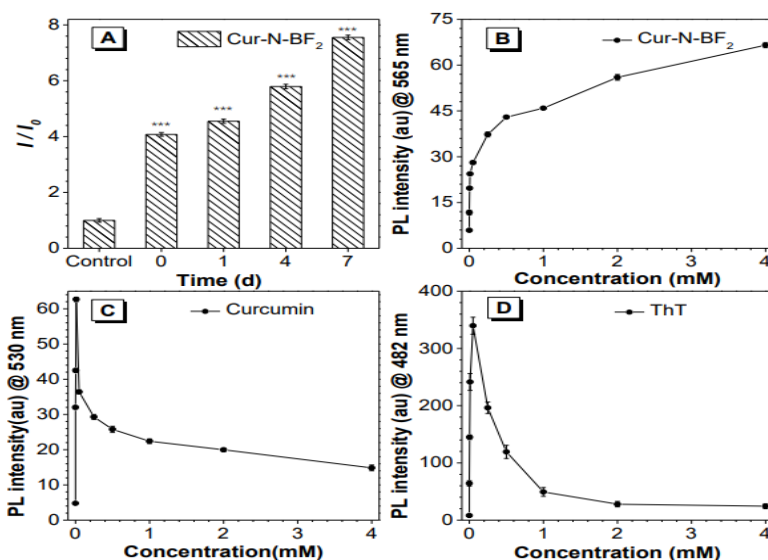 A
Cur-N-BF2
***
***
***
***
I / I0
8
6
4
2
0
Control
0
1
4
7
Time (d)
B
Cur-N-BF2
PL intensity (au) @ 565 nm
75
60
45
30
15
0
0
1
2
3
4
Concentration (mM)
C
Curcumin
PL intensity(au) @ 530 nm
60
50
40
30
20
10
0
0
1
2
3
4
Concentration(mM)
D
ThT
PL intensity (au) @ 482 nm
400
300
200
100
0
0
1
2
3
4
Concentration (mM)